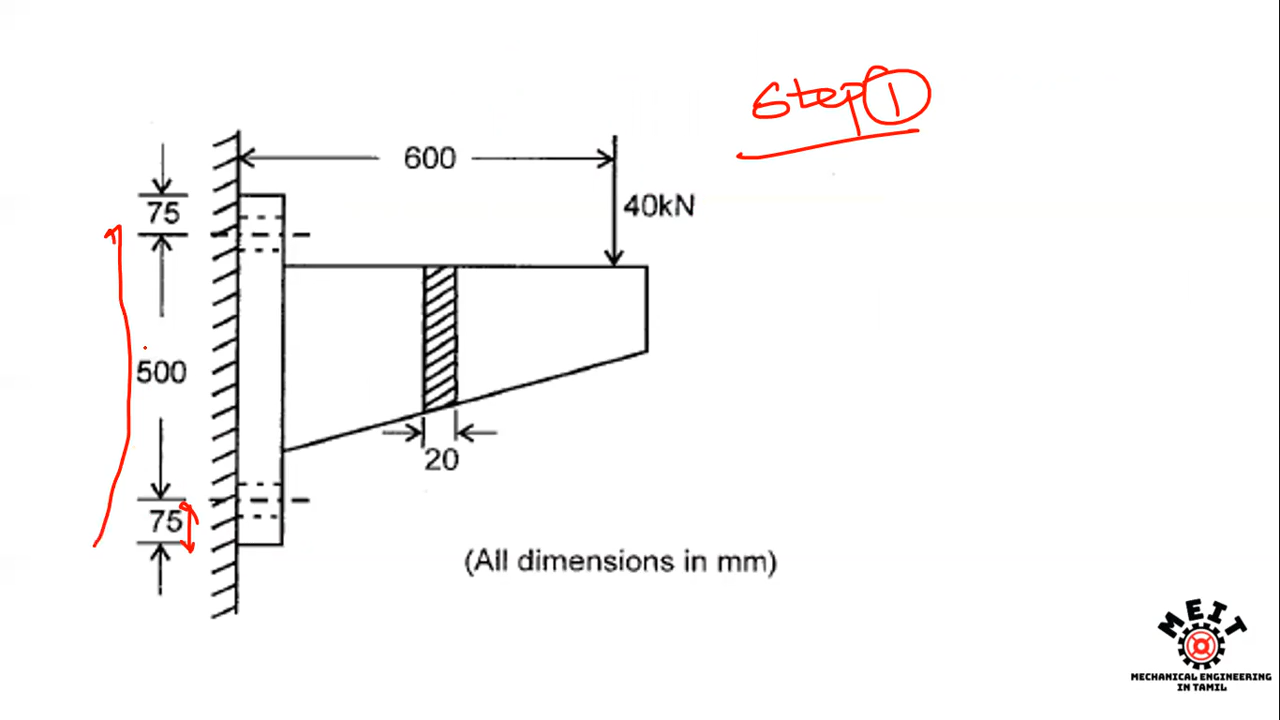 Step 1
600
75
40kN
500
20
75
(All dimensions in mm)
MEIT
MECHANICAL ENGINEERING
IN TAMIL